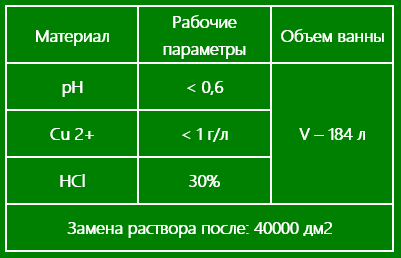 Материал
Рабочие
параметры
Объем ванны
pH
< 0,6
V – 184 л
Cu 2+
< 1 г/л
HCl
30%
Замена раствора после: 40000 дм2